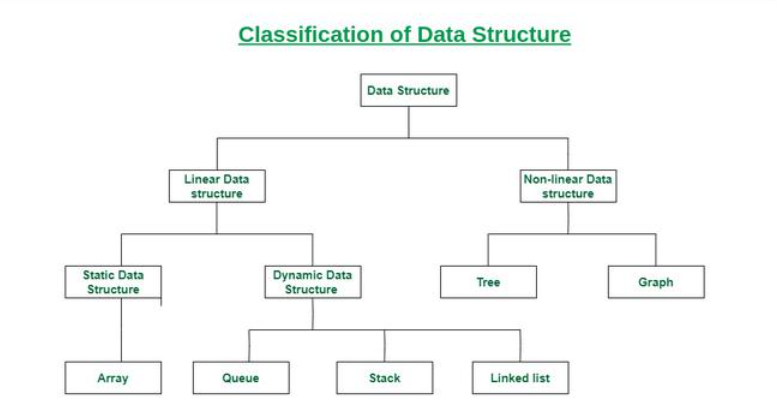 Classification of Data Structure
Data Structure
Linear Data
structure
Non-linear Data
structure
Static Data
Structure
Dynamic Data
Structure
Tree
Graph
Array
Queue
Stack
Linked list